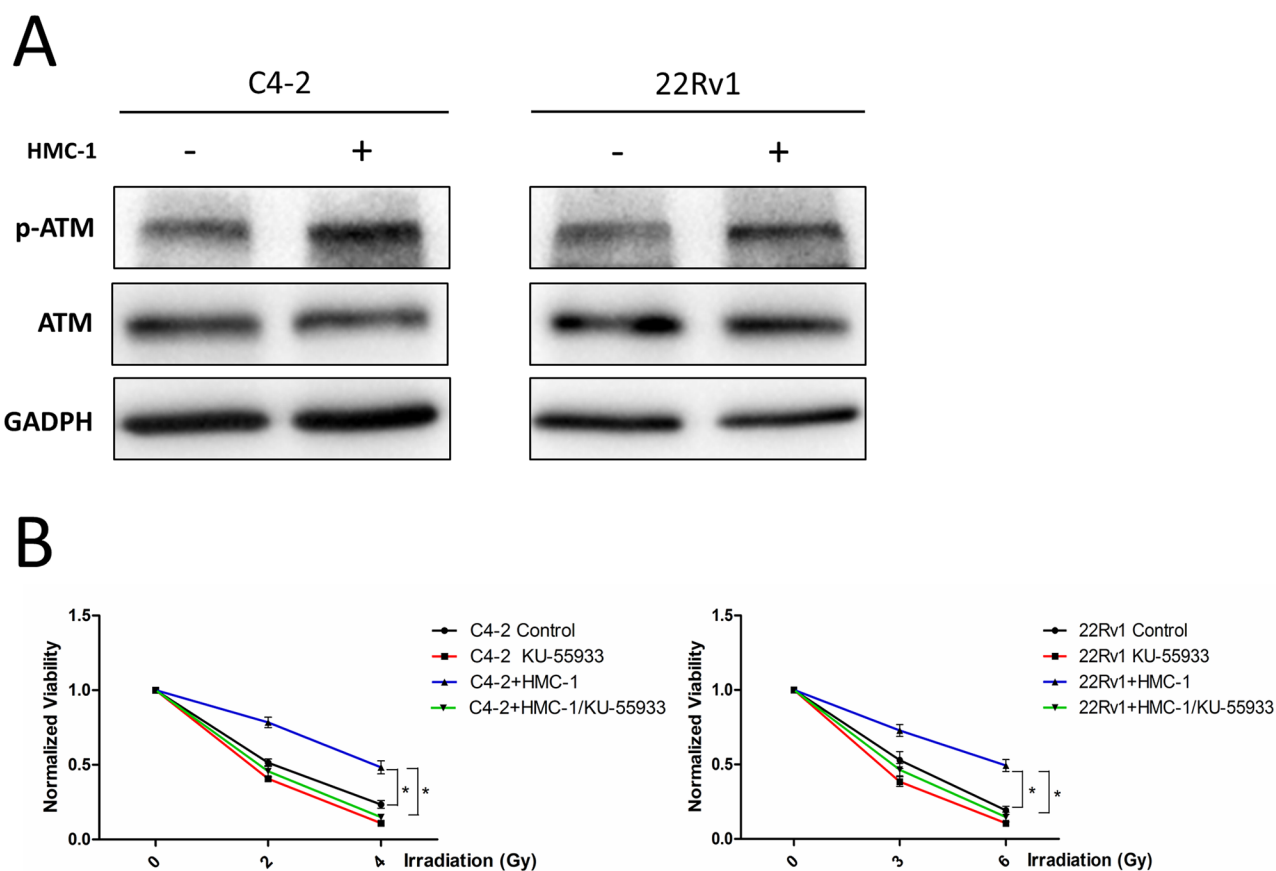 A
C4-2 22Rv1
HMC-1 - + - +
p-ATM
ATM
GADPH
B
Normalized Viability
1.5
1.0
0.5
0.0
0 2 4 Irradiation (Gy)
C4-2 Control
C4-2 KU-55933
C4-2+HMC-1
C4-2+HMC-1/KU-55933
* *
Normalized Viability
1.5
1.0
0.5
0.0
0 3 6 Irradiation (Gy)
22Rv1 Control
22Rv1 KU-55933
22Rv1+HMC-1
22Rv1+HMC-1/KU-55933
* *